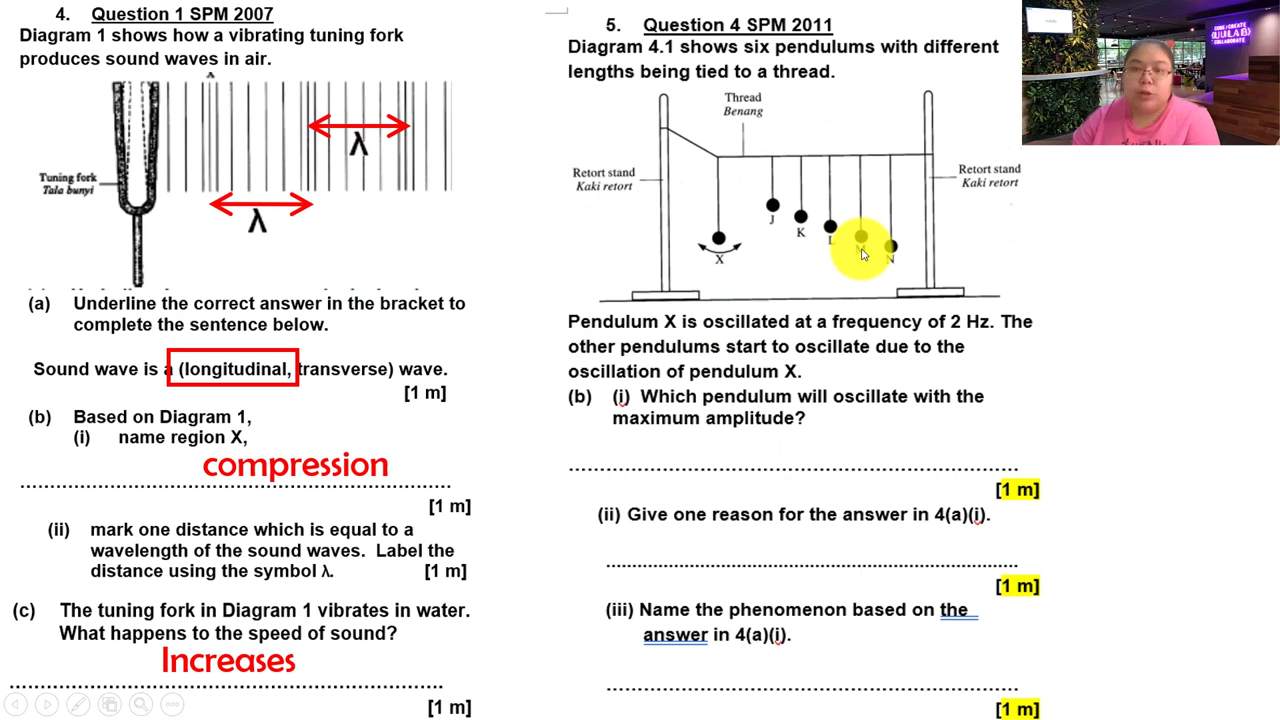 4. Question 1 SPM 2007
Diagram 1 shows how a vibrating tuning fork
produces sound waves in air.
λ
Tuning fork
Tala bunyi
λ
(a) Underline the correct answer in the bracket to
complete the sentence below.
Sound wave is a (longitudinal, transverse) wave.
[1 m]
(b) Based on Diagram 1,
(i) name region X,
compression
[1 m]
(ii) mark one distance which is equal to a
wavelength of the sound waves. Label the
distance using the symbol λ. [1 m]
(c) The tuning fork in Diagram 1 vibrates in water.
What happens to the speed of sound?
Increases
[1 m]
5. Question 4 SPM 2011
Diagram 4.1 shows six pendulums with different
lengths being tied to a thread.
Thread
Benang
Retort stand
Kaki retort
Retort stand
Kaki retort
X
J
K
L
M
N
Pendulum X is oscillated at a frequency of 2 Hz. The
other pendulums start to oscillate due to the
oscillation of pendulum X.
(b) (i) Which pendulum will oscillate with the
maximum amplitude?
[1 m]
(ii) Give one reason for the answer in 4(a)(i).
[1 m]
(iii) Name the phenomenon based on the
answer in 4(a)(i).
[1 m]
CODE | CREATE
COLLABORATE